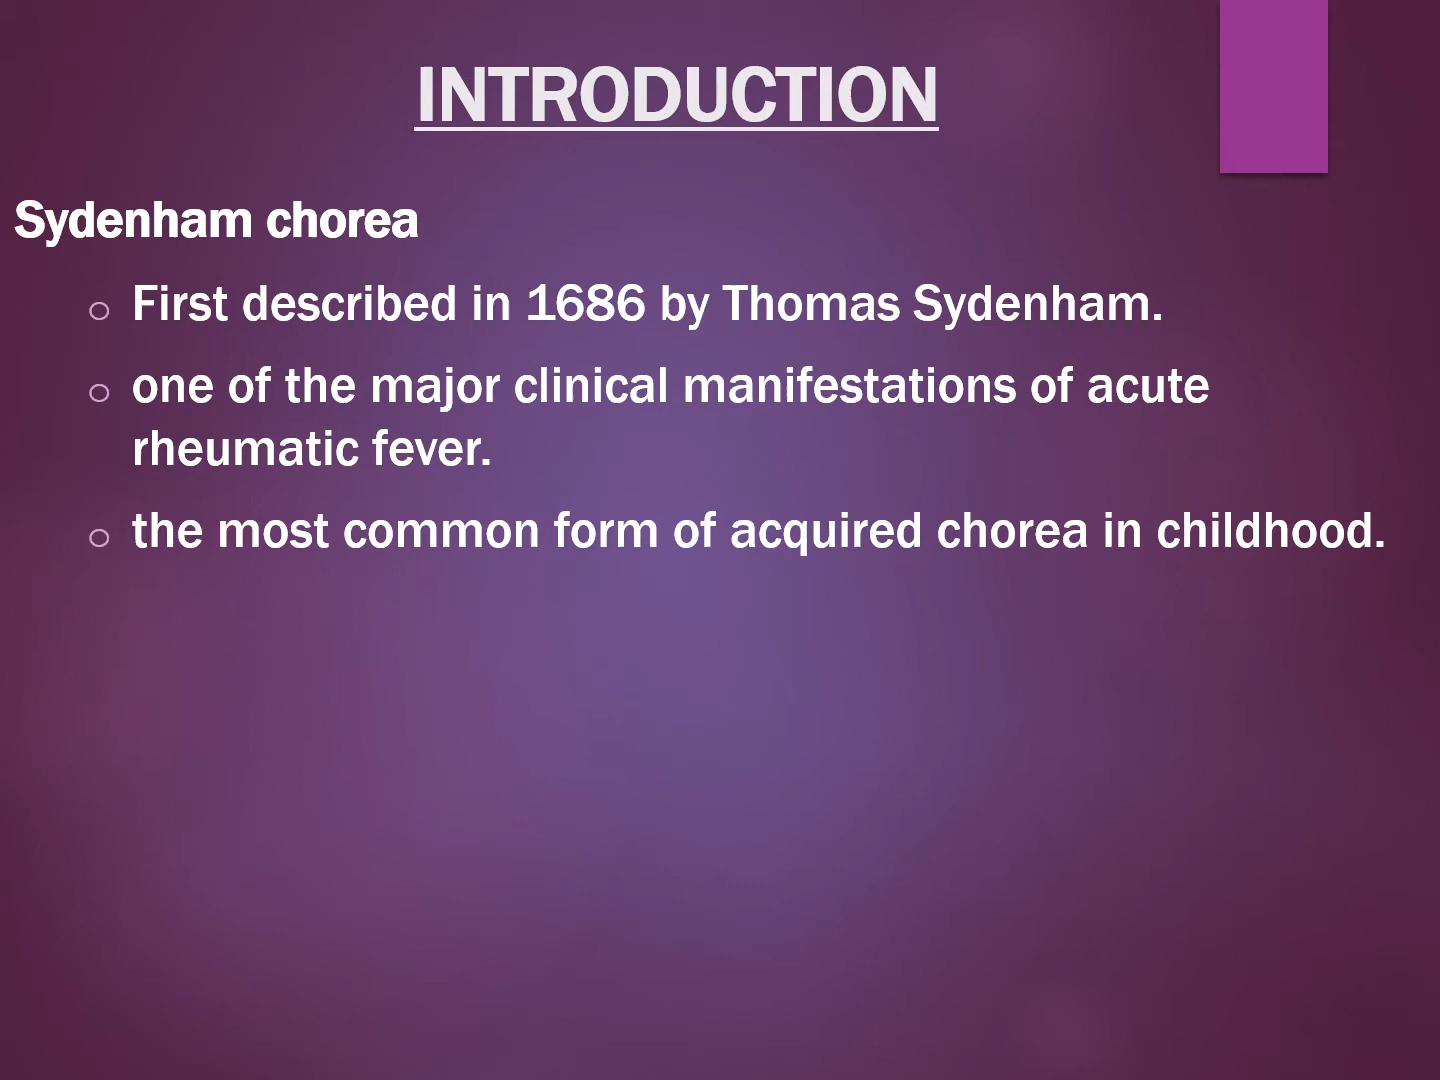 INTRODUCTION
Sydenham chorea
o First described in 1686 by Thomas Sydenham.
o one of the major clinical manifestations of acute
rheumatic fever.
o the most common form of acquired chorea in childhood.